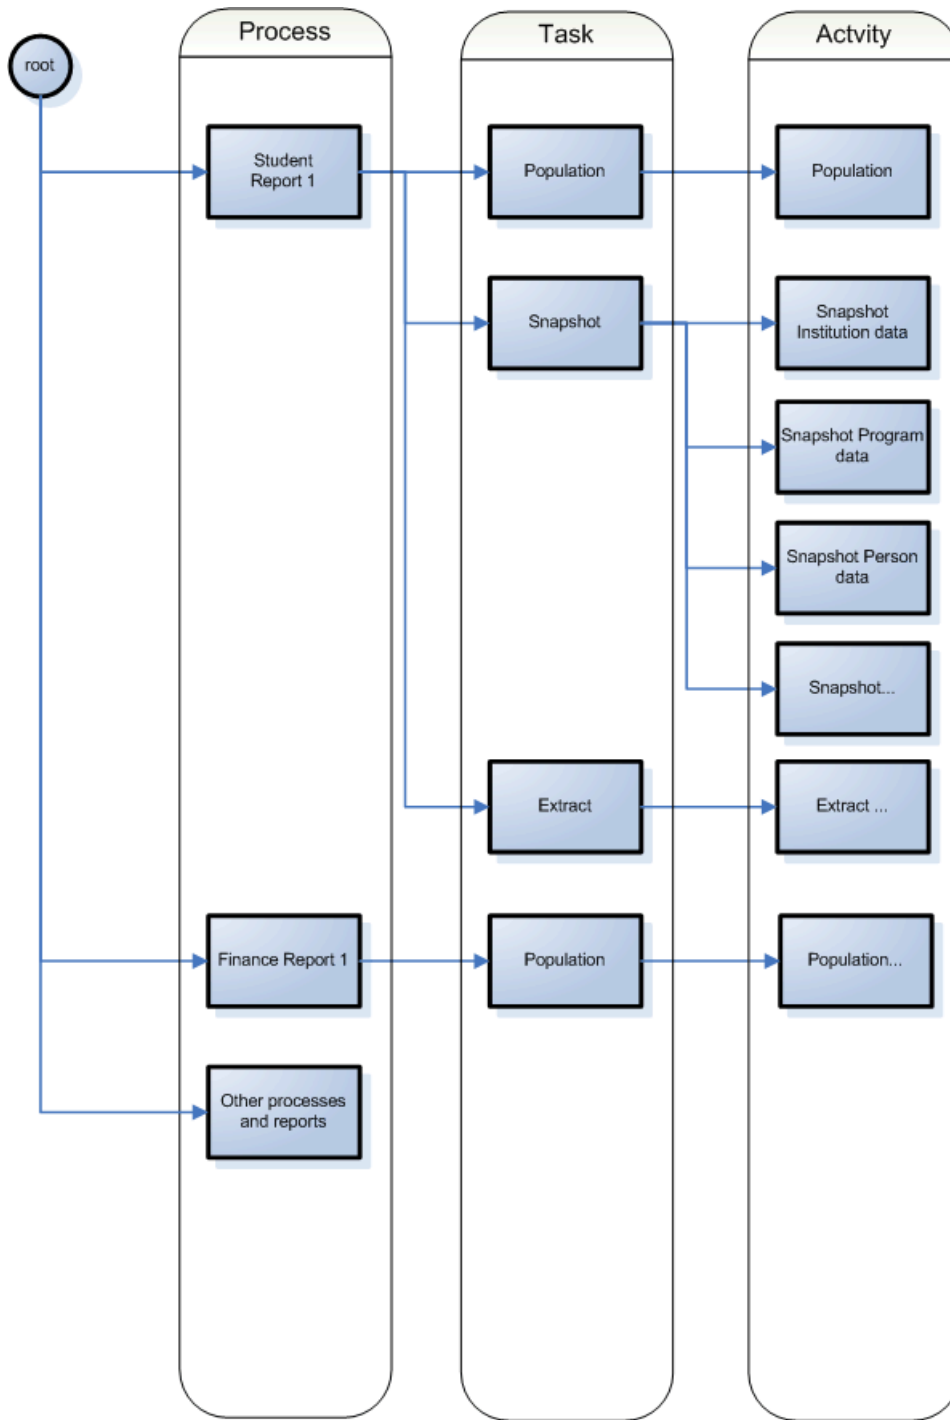 Process
Task
Actvity
root
Student
Report 1
Population
Population
Snapshot
Snapshot
Institution data
Snapshot Program
data
Snapshot Person
data
Snapshot...
Extract
Extract ...
Finance Report 1
Population
Population...
Other processes
and reports